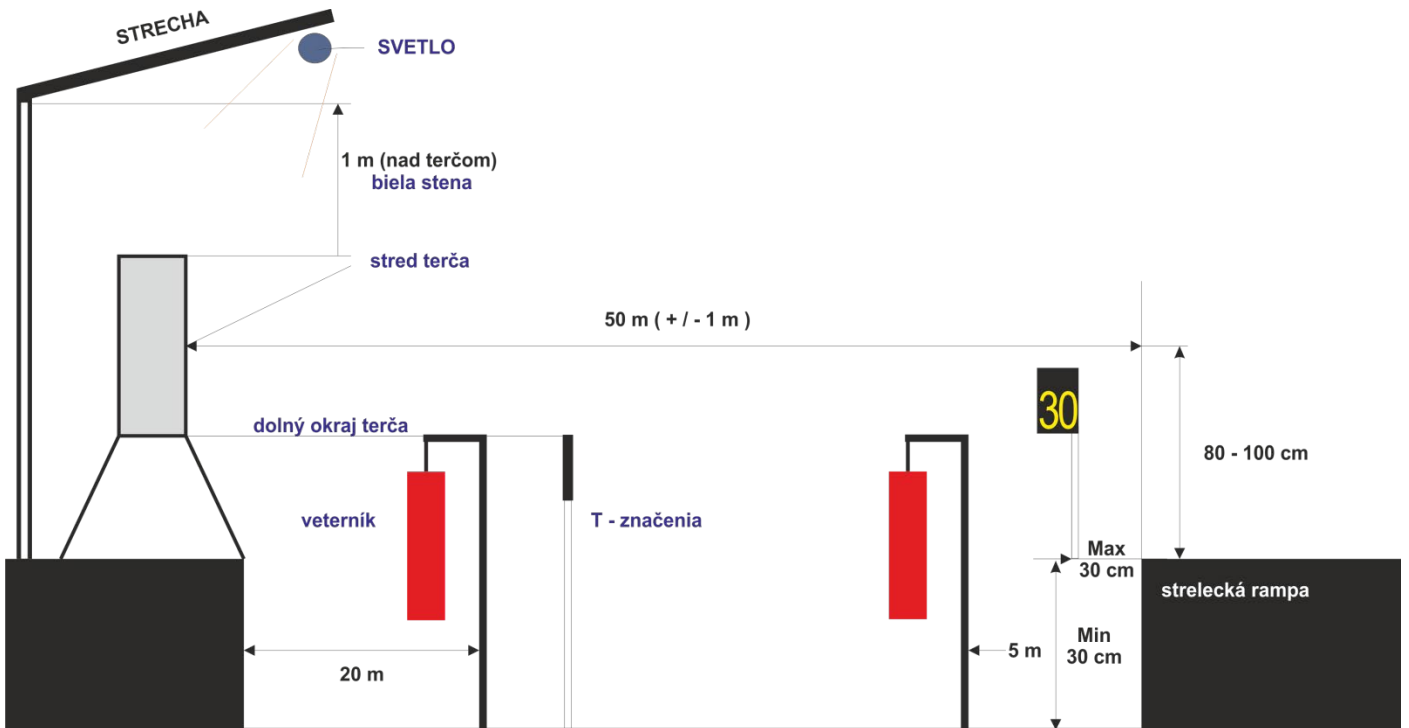 STRECHA
SVETLO
1 m (nad terčom)
biela stena
stred terča
50 m ( + / - 1 m )
30
dolný okraj terča
80 - 100 cm
veterník
T - značenia
Max
30 cm
strelecká rampa
Min
30 cm
5 m
20 m